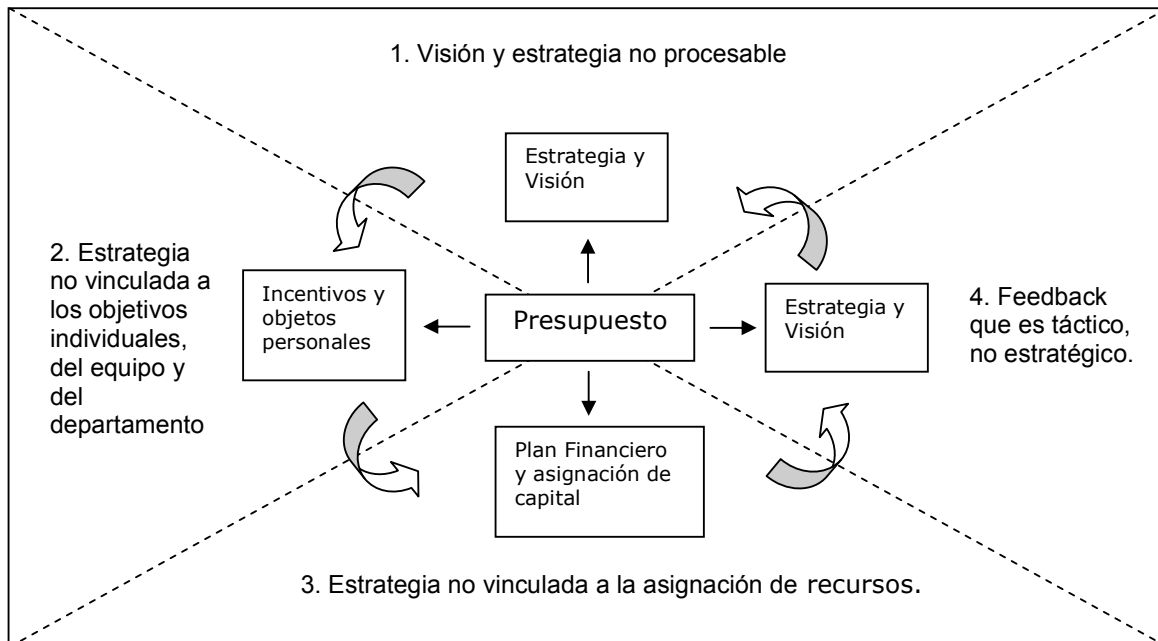 1. Visión y estrategia no procesable
Estrategia y
Visión
2. Estrategia
no vinculada a
los objetivos
individuales,
del equipo y
del
departamento
Incentivos y
objetos
personales
Presupuesto
Estrategia y
Visión
4. Feedback
que es táctico,
no estratégico.
Plan Financiero
y asignación de
capital
3. Estrategia no vinculada a la asignación de recursos.